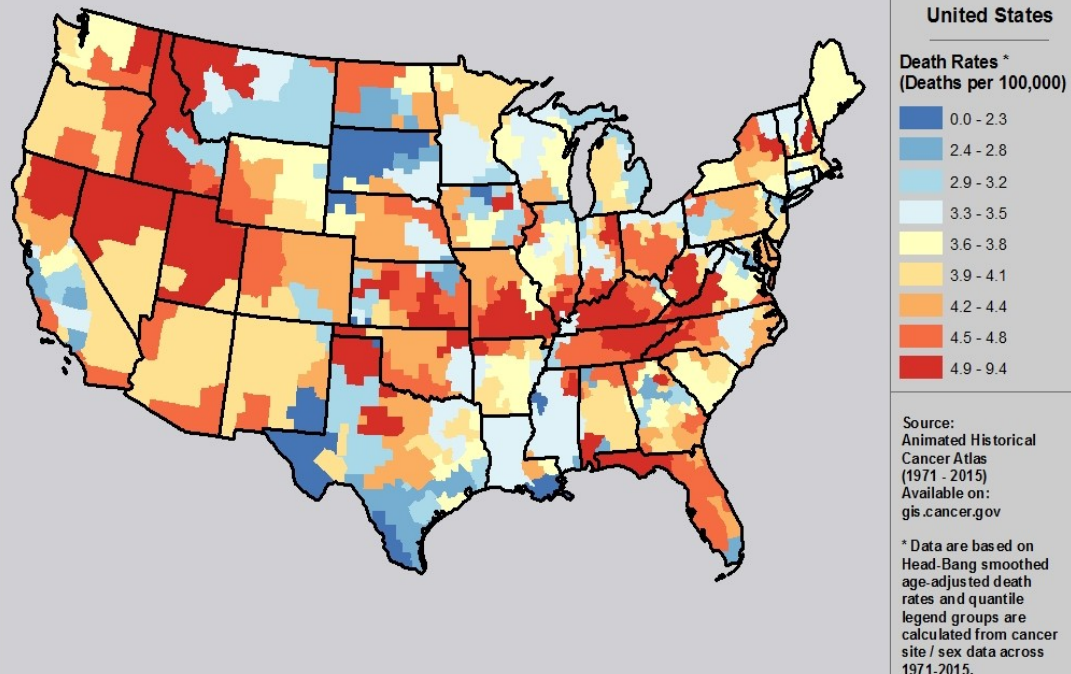 United States
Death Rates *
(Deaths per 100,000)
0.0 - 2.3
2.4 - 2.8
2.9 - 3.2
3.3 - 3.5
3.6 - 3.8
3.9 - 4.1
4.2 - 4.4
4.5 - 4.8
4.9 - 9.4
Source:
Animated Historical
Cancer Atlas
(1971 - 2015)
Available on:
gis.cancer.gov
* Data are based on
Head-Bang smoothed
age-adjusted death
rates and quantile
legend groups are
calculated from cancer
site / sex data across
1971-2015.